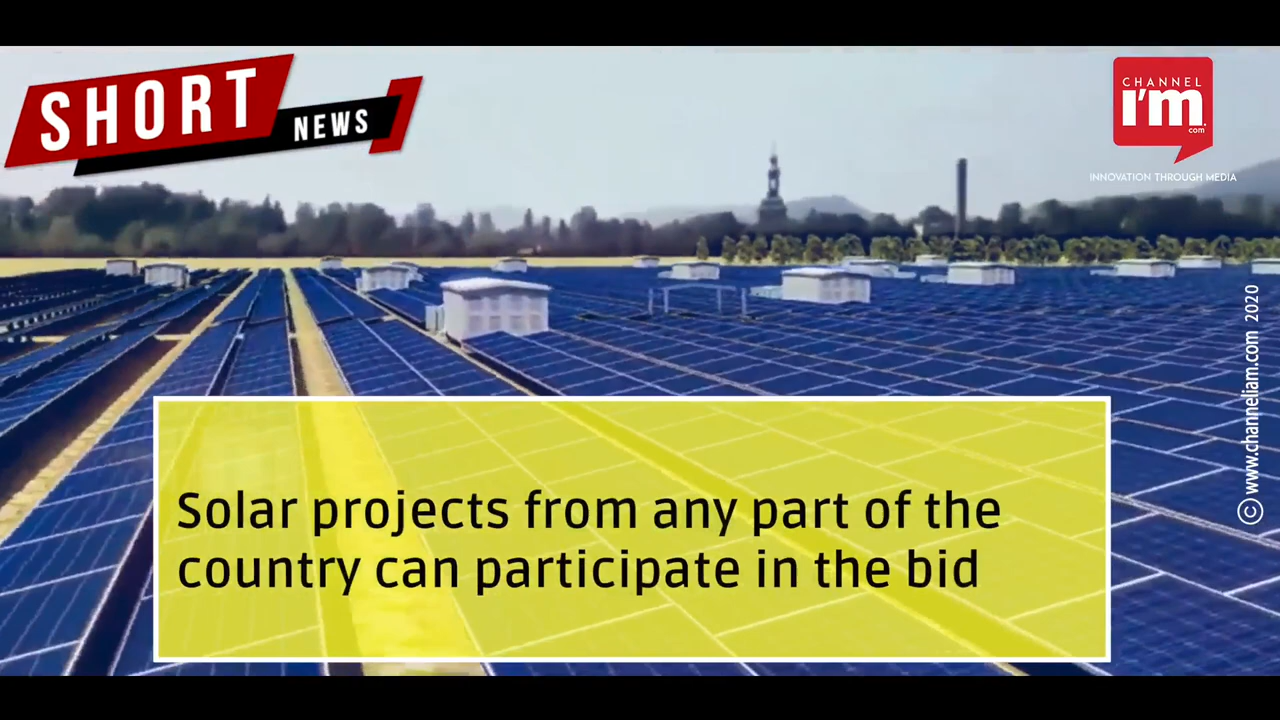 SHORT
NEWS
CHANNEL
I'm
.com
INNOVATION THROUGH MEDIA
Solar projects from any part of the
country can participate in the bid
© www.channeliam.com 2020